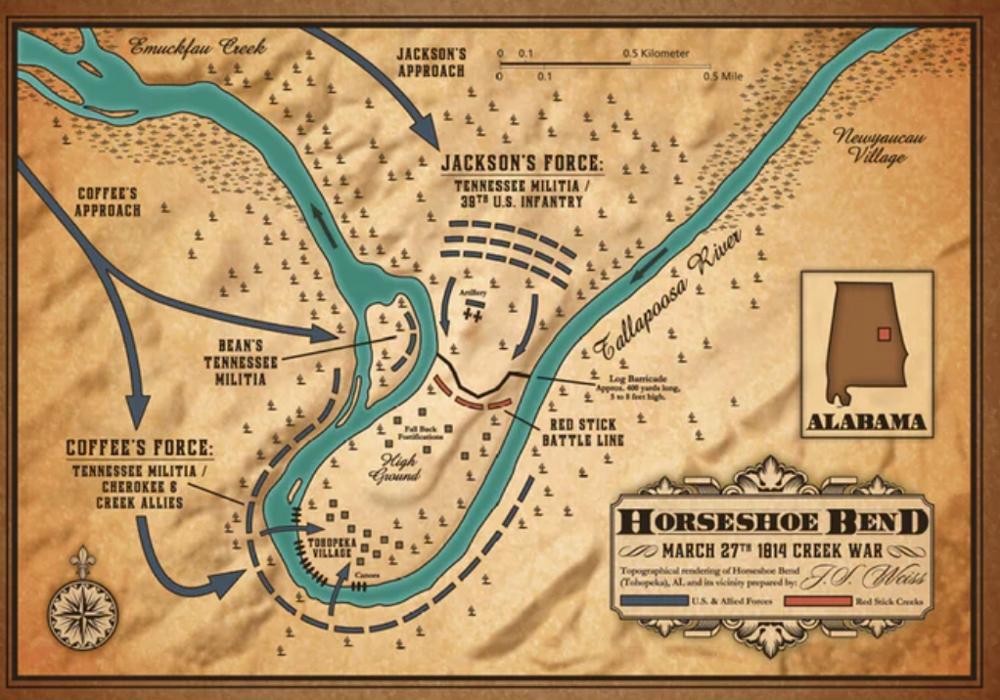 Emuckfau Creek
JACKSON'S
APPROACH
0 0.1 0.5 Kilometer
0 0.1 0.5 Mile
Newyaucau
Village
JACKSON'S FORCE:
TENNESSEE MILITIA /
39TH U.S. INFANTRY
COFFEE'S
APPROACH
Artillery
Tallapoosa River
BEAN'S
TENNESSEE
MILITIA
Log Barricade
Approx. 400 yards long,
5 to 8 feet high.
RED STICK
BATTLE LINE
Fall Back
Fortifications
High
Ground
ALABAMA
COFFEE'S FORCE:
TENNESSEE MILITIA /
CHEROKEE &
CREEK ALLIES
TOHOPEKA
VILLAGE
Canoes
HORSESHOE BEND
MARCH 27TH 1814 CREEK WAR
Topographical rendering of Horseshoe Bend
(Tohopeka), AL and its vicinity prepared by: J.S. Weiss
U.S. & Allied Forces Red Stick Creeks